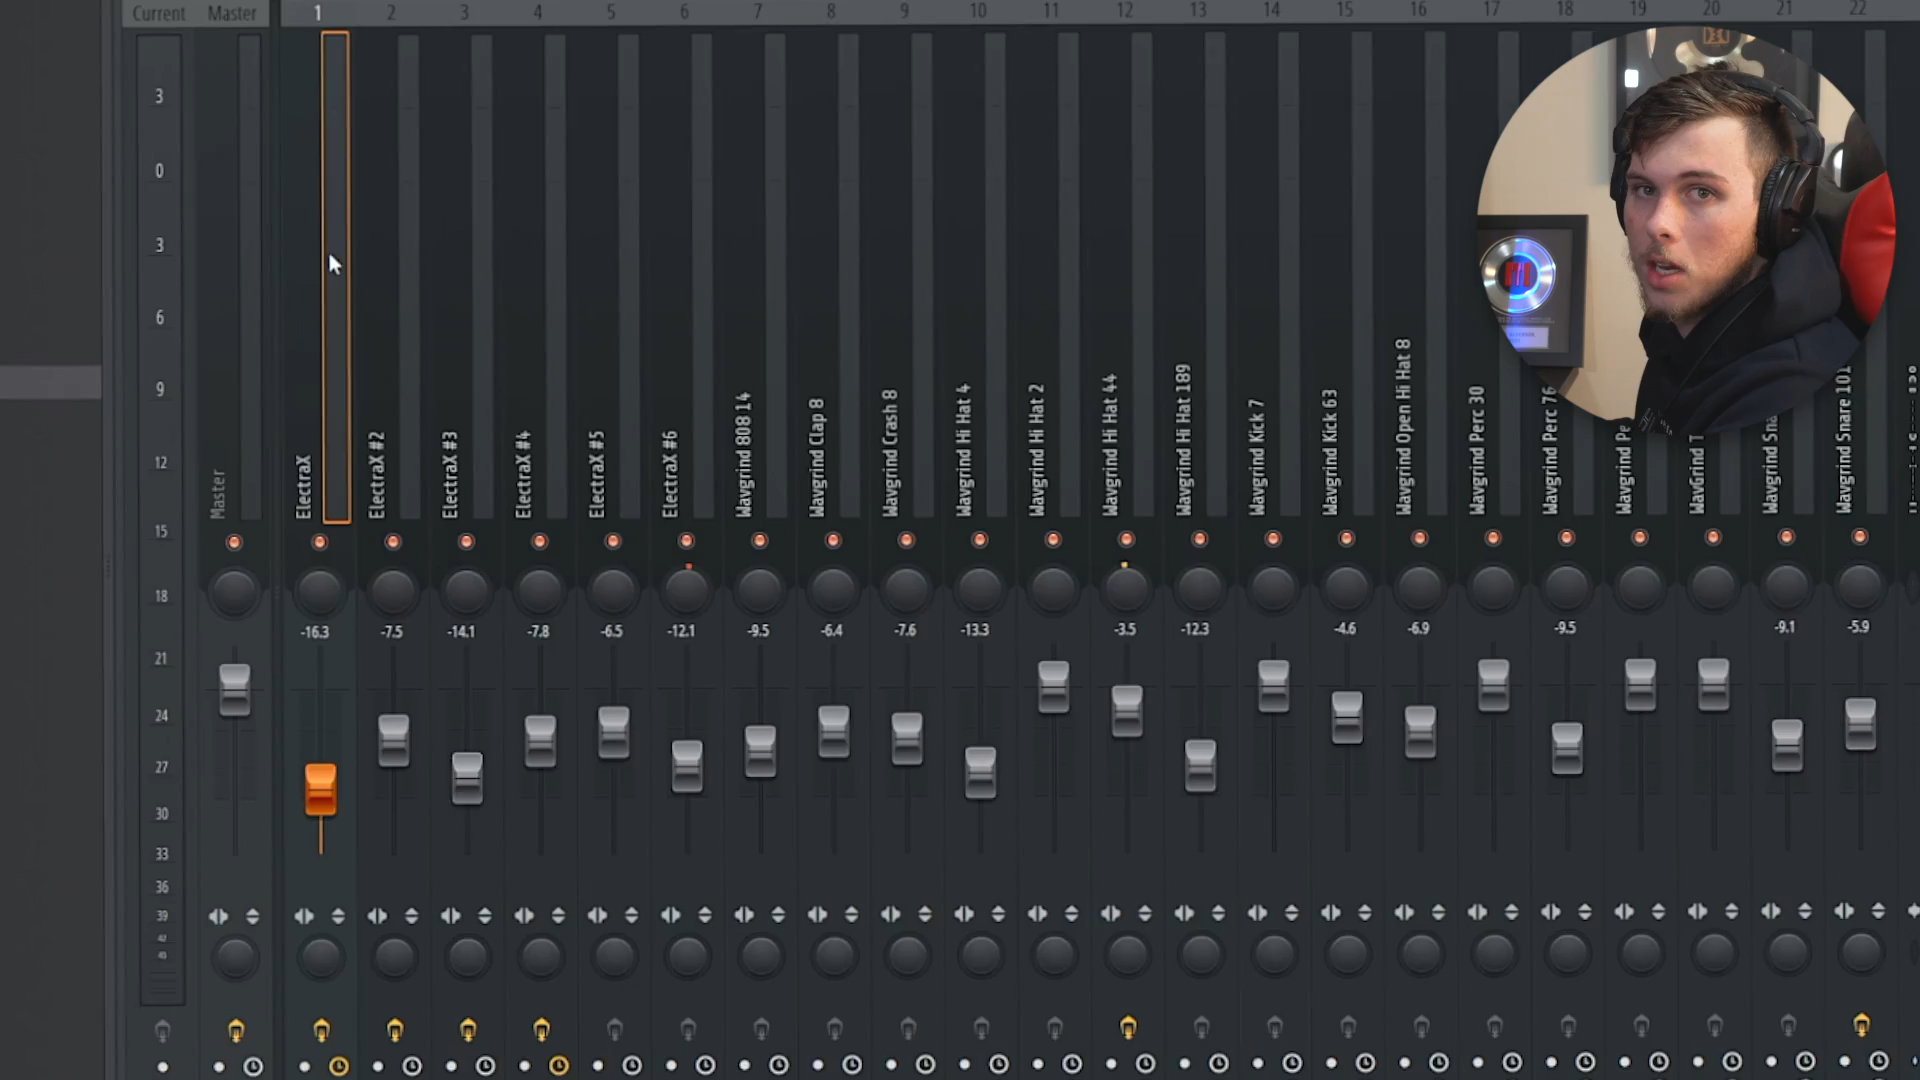 Current Master 1 2 3 4 5 6 7 8 9 10 11 12 13 14 15 16 17 18 19 20 21 22
3
0
3
6
9
12
15
18
21
24
27
30
33
36
39
42
Master
ElectraX
ElectraX #2
ElectraX #3
ElectraX #4
ElectraX #5
ElectraX #6
Wavgrind 808 14
Wavgrind Clap 8
Wavgrind Crash 8
Wavgrind Hi Hat 4
Wavgrind Hi Hat 2
Wavgrind Hi Hat 44
Wavgrind Hi Hat 189
Wavgrind Kick 7
Wavgrind Kick 63
Wavgrind Open Hi Hat 8
Wavgrind Perc 30
Wavgrind Perc 76
Wavgrind Pe
WavGrind T
Wavgrind Sna
Wavgrind Snare 101
-16.3 -7.5 -14.1 -7.8 -6.5 -12.1 -9.5 -6.4 -7.6 -13.3 -3.5 -12.3 -4.6 -6.9 -9.5 -9.1 -5.9